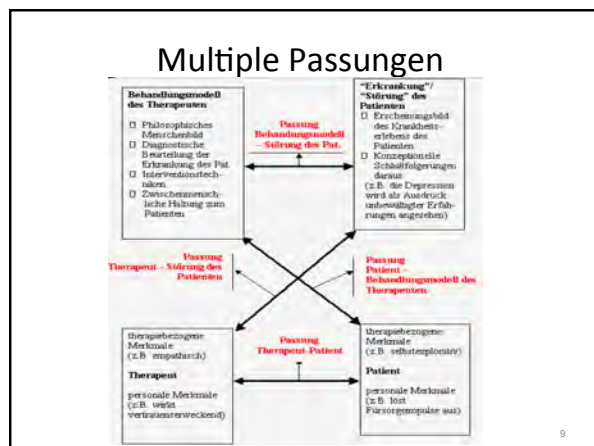 Multiple Passungen
Behandlungsmodell
des Therapeuten
Philosophisches
Menschenbild
Diagnostische
Beurteilung der
Erkrankung des Pat.
Interventionstech-
niken
Zwischenmensch-
liche Haltung zum
Patienten
Passung
Behandlungsmodell
– Störung des Pat.
"Erkrankung"/
"Störung" des
Patienten
Erscheinungsbild
des Krankheits-
erlebens des
Patienten
Konzeptionelle
Schlußfolgerungen
daraus
(z.B. die Depression
wird als Ausdruck
unbewältigter Erfah-
rungen angesehen)
Passung
Therapeut – Störung des
Patienten
Passung
Patient –
Behandlungsmodell des
Therapeuten
therapiebezogene
Merkmale
(z.B. empathisch)
Therapeut
personale Merkmale
(z.B. wirkt
vertrauenserweckend)
Passung
Therapeut-Patient
therapiebezogene
Merkmale
(z.B. selbstexplorativ)
Patient
personale Merkmale
(z.B. löst
Fürsorgeimpulse aus)
9